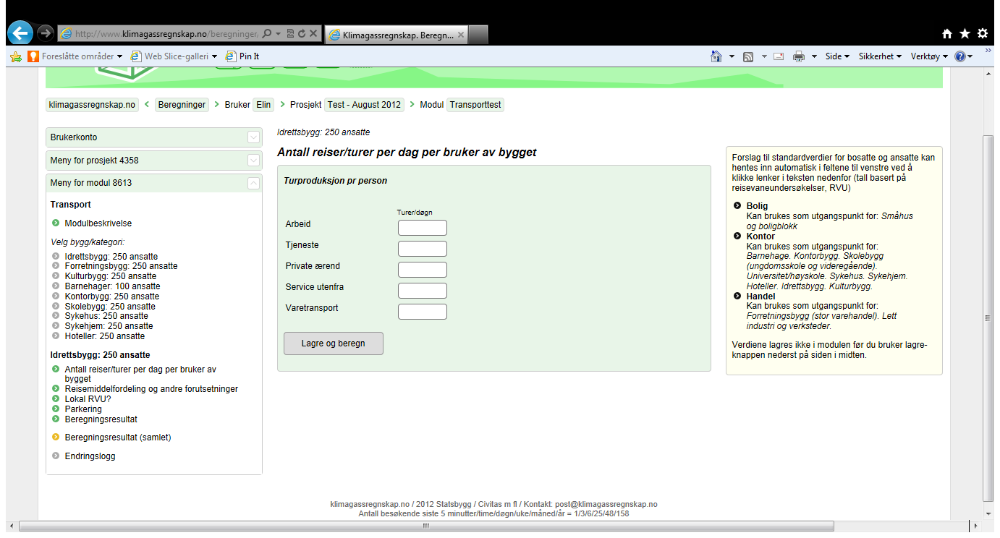 http://www.klimagassregnskap.no/beregninger,
Klimagassregnskap. Beregn...
Foreslåtte områder
Web Slice-galleri
Pin It
Side
Sikkerhet
Verktøy
klimagassregnskap.no < Beregninger > Bruker Elin > Prosjekt Test - August 2012 > Modul Transporttest
Brukerkonto
Meny for prosjekt 4358
Meny for modul 8613
Transport
Modulbeskrivelse
Velg bygg/kategori:
Idrettsbygg: 250 ansatte
Forretningsbygg: 250 ansatte
Kulturbygg: 250 ansatte
Barnehager: 100 ansatte
Kontorbygg: 250 ansatte
Skolebygg: 250 ansatte
Sykehus: 250 ansatte
Sykehjem: 250 ansatte
Hoteller: 250 ansatte
Idrettsbygg: 250 ansatte
Antall reiser/turer per dag per bruker av
bygget
Reisemiddelfordeling og andre forutsetninger
Lokal RVU?
Parkering
Beregningsresultat
Beregningsresultat (samlet)
Endringslogg
Idrettsbygg: 250 ansatte
Antall reiser/turer per dag per bruker av bygget
Turproduksjon pr person
Turer/døgn
Arbeid
Tjeneste
Private ærend
Service utenfra
Varetransport
Lagre og beregn
Forslag til standardverdier for bosatte og ansatte kan
hentes inn automatisk i feltene til venstre ved å
klikke lenker i teksten nedenfor (tall basert på
reisevaneundersøkelser, RVU)
Bolig
Kan brukes som utgangspunkt for: Småhus
og boligblokk
Kontor
Kan brukes som utgangspunkt for:
Barnehage. Kontorbygg. Skolebygg
(ungdomsskole og videregående).
Universitet/høyskole. Sykehus. Sykehjem.
Hoteller. Idrettsbygg. Kulturbygg.
Handel
Kan brukes som utgangspunkt for:
Forretningsbygg (stor varehandel). Lett
industri og verksteder.
Verdiene lagres ikke i modulen før du bruker lagre-
knappen nederst på siden i midten.
klimagassregnskap.no / 2012 Statsbygg / Civitas m fl / Kontakt: post@klimagassregnskap.no
Antall besøkende siste 5 minutter/time/døgn/uke/måned/år = 1/3/6/25/48/158